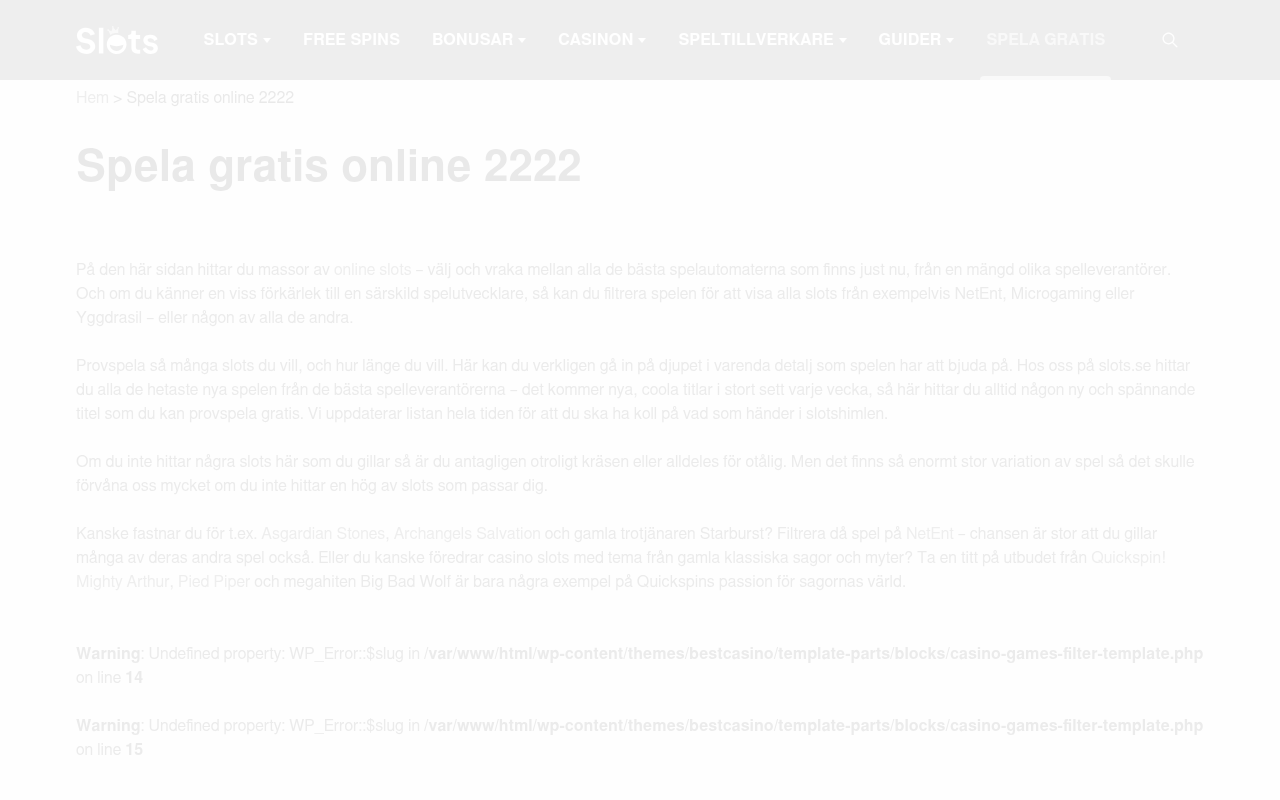 Slots SLOTS FREE SPINS BONUSAR CASINON SPELTILLVERKARE GUIDER SPELA GRATIS
Hem > Spela gratis online 2222
Spela gratis online 2222
På den här sidan hittar du massor av online slots – välj och vraka mellan alla de bästa spelautomaterna som finns just nu, från en mängd olika spelleverantörer.
Och om du känner en viss förkärlek till en särskild spelutvecklare, så kan du filtrera spelen för att visa alla slots från exempelvis NetEnt, Microgaming eller
Yggdrasil – eller någon av alla de andra.
Provspela så många slots du vill, och hur länge du vill. Här kan du verkligen gå in på djupet i varenda detalj som spelen har att bjuda på. Hos oss på slots.se hittar
du alla de hetaste nya spelen från de bästa spelleverantörerna – det kommer nya, coola titlar i stort sett varje vecka, så här hittar du alltid någon ny och spännande
titel som du kan provspela gratis. Vi uppdaterar listan hela tiden för att du ska ha koll på vad som händer i slotshimlen.
Om du inte hittar några slots här som du gillar så är du antagligen otroligt kräsen eller alldeles för otålig. Men det finns så enormt stor variation av spel så det skulle
förvåna oss mycket om du inte hittar en hög av slots som passar dig.
Kanske fastnar du för t.ex. Asgardian Stones, Archangels Salvation och gamla trotjänaren Starburst? Filtrera då spel på NetEnt – chansen är stor att du gillar
många av deras andra spel också. Eller du kanske föredrar casino slots med tema från gamla klassiska sagor och myter? Ta en titt på utbudet från Quickspin!
Mighty Arthur, Pied Piper och megahiten Big Bad Wolf är bara några exempel på Quickspins passion för sagornas värld.
Warning: Undefined property: WP_Error::$slug in /var/www/html/wp-content/themes/bestcasino/template-parts/blocks/casino-games-filter-template.php
on line 14
Warning: Undefined property: WP_Error::$slug in /var/www/html/wp-content/themes/bestcasino/template-parts/blocks/casino-games-filter-template.php
on line 15